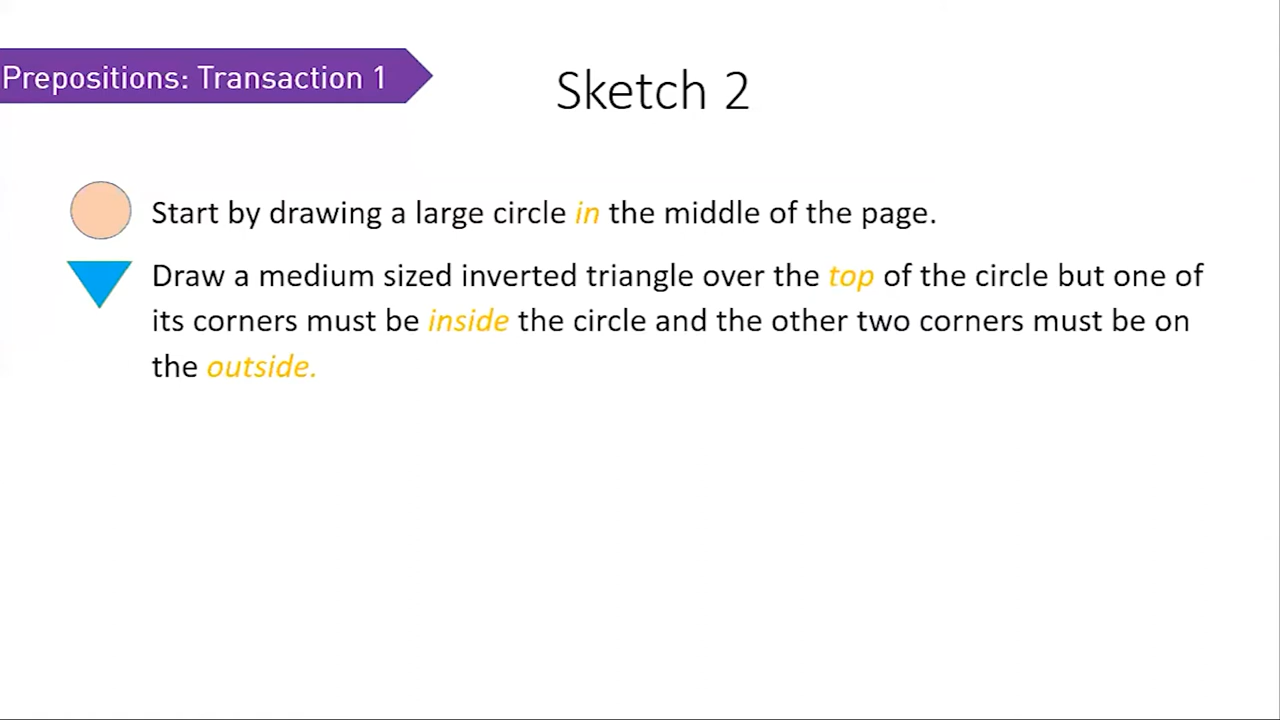 Prepositions: Transaction 1
Sketch 2
Start by drawing a large circle in the middle of the page.
Draw a medium sized inverted triangle over the top of the circle but one of
its corners must be inside the circle and the other two corners must be on
the outside.